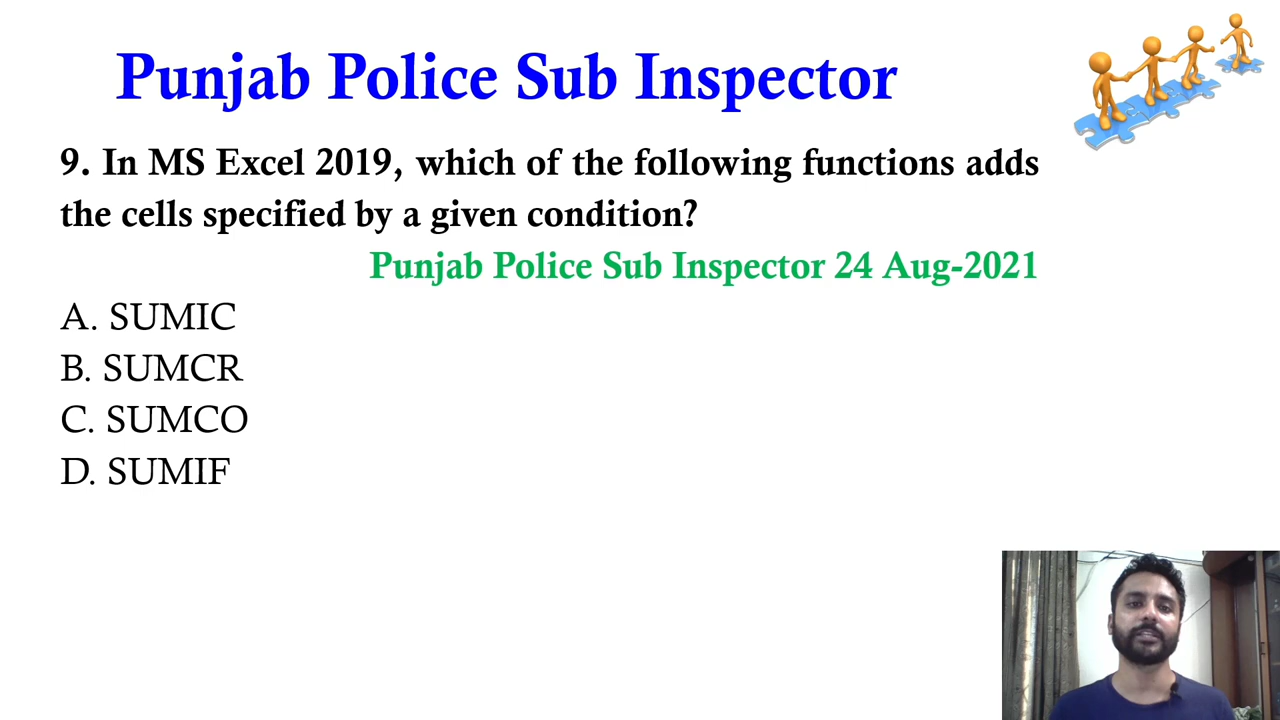 Punjab Police Sub Inspector
9. In MS Excel 2019, which of the following functions adds
the cells specified by a given condition?
Punjab Police Sub Inspector 24 Aug-2021
A. SUMIC
B. SUMCR
C. SUMCO
D. SUMIF